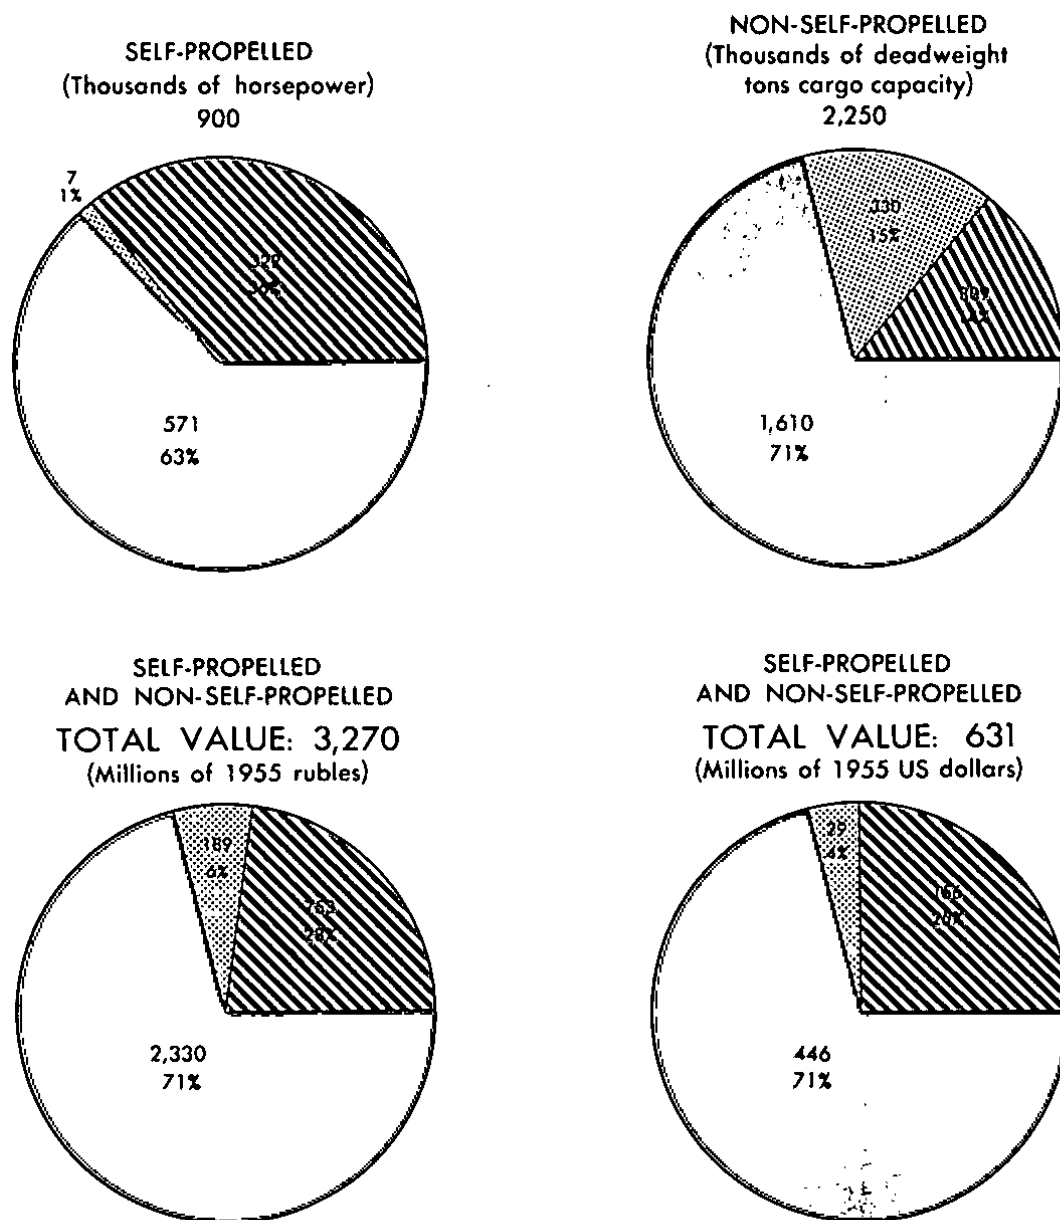 SELF-PROPELLED
(Thousands of horsepower)
900
7
1%
329
571
63%
NON-SELF-PROPELLED
(Thousands of deadweight
tons cargo capacity)
2,250
330
15%
1,610
71%
SELF-PROPELLED
AND NON-SELF-PROPELLED
TOTAL VALUE: 3,270
(Millions of 1955 rubles)
189
6%
2,330
71%
SELF-PROPELLED
AND NON-SELF-PROPELLED
TOTAL VALUE: 631
(Millions of 1955 US dollars)
29
4%
446
71%